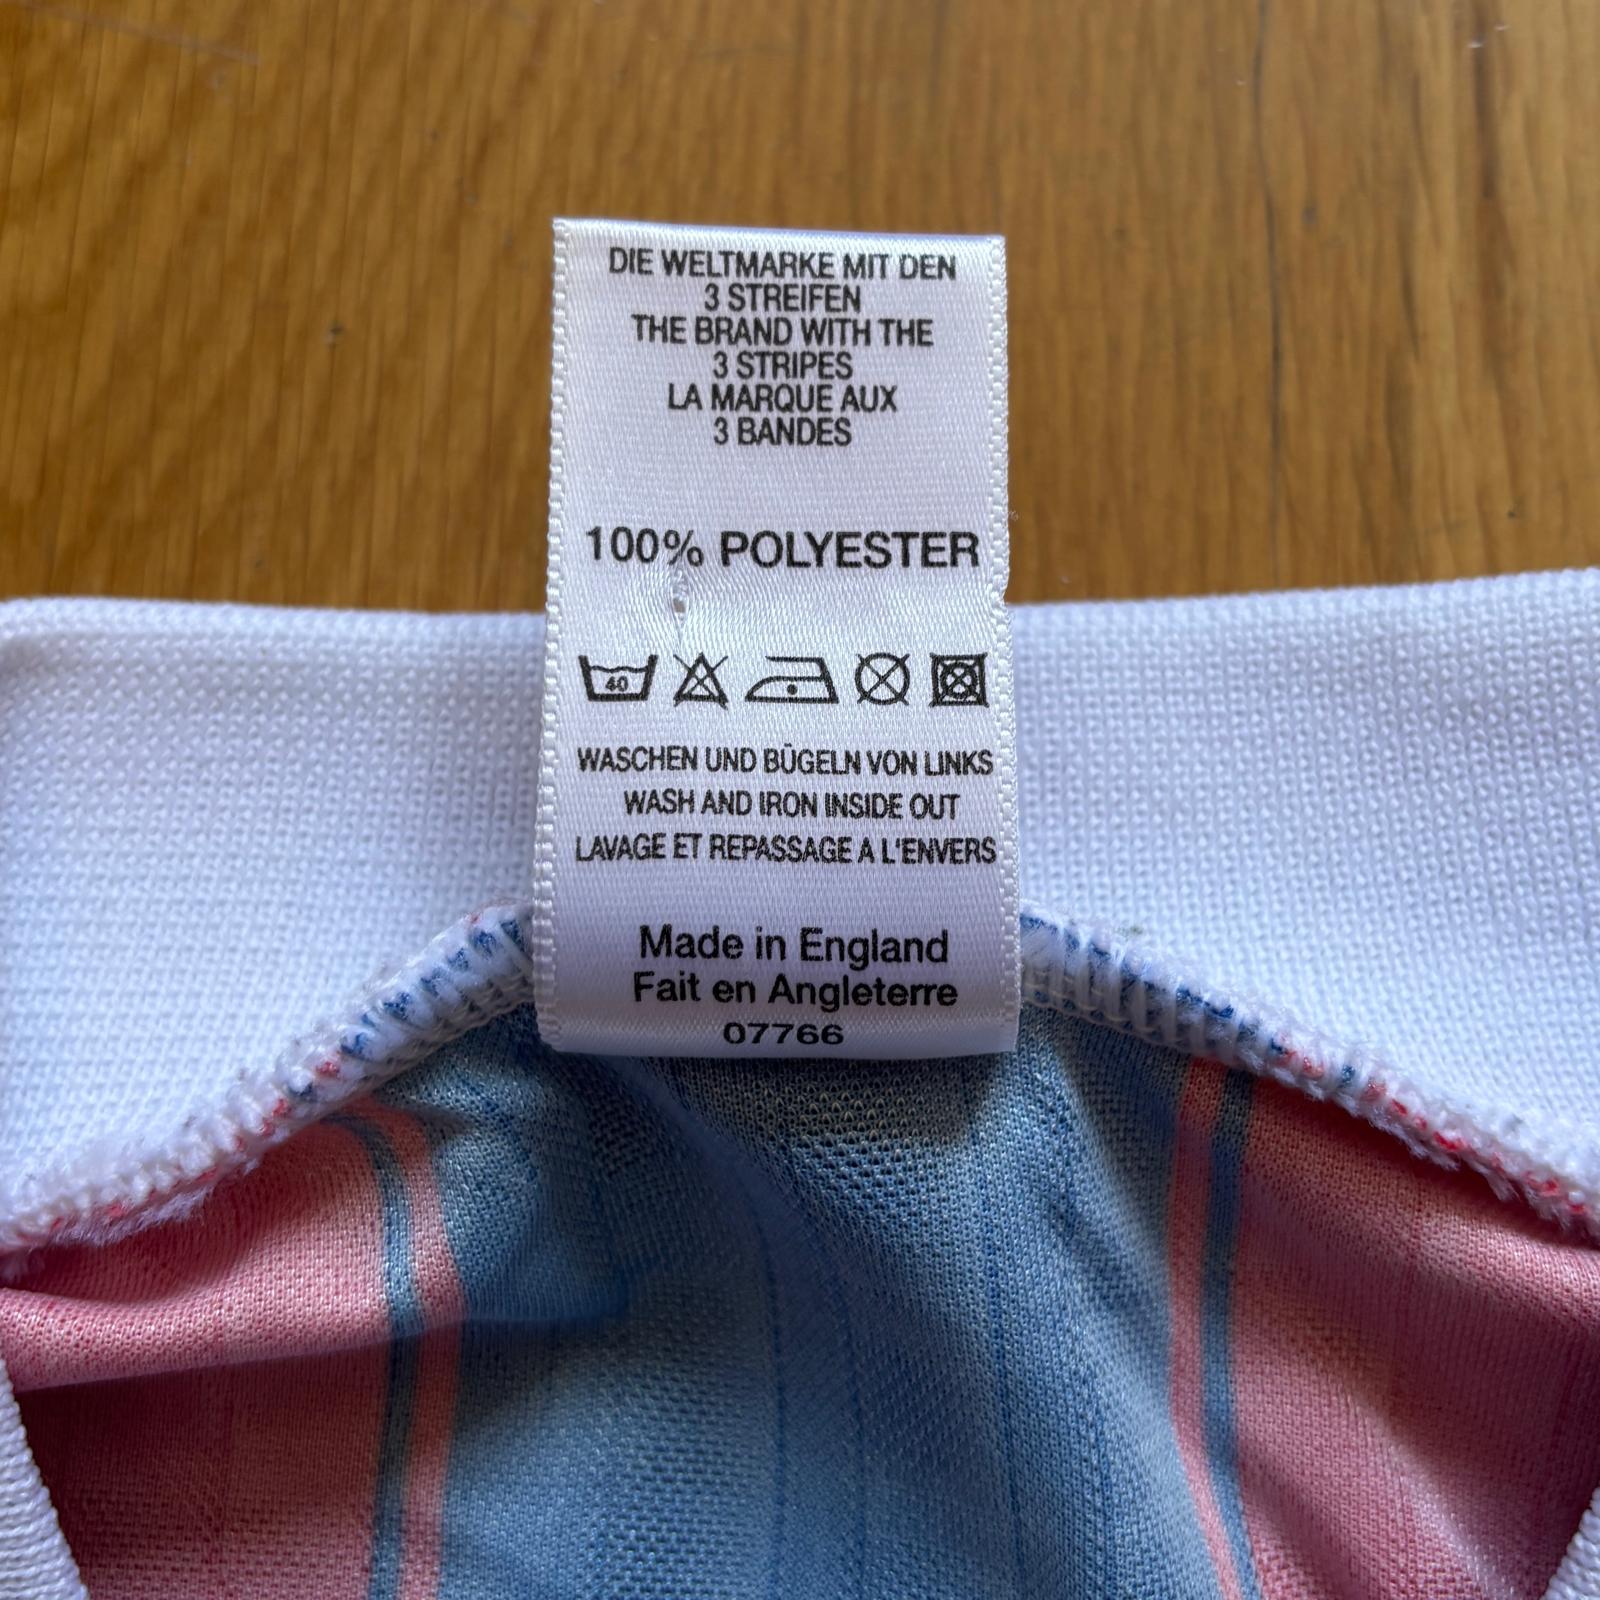 DIE WELTMARKE MIT DEN
3 STREIFEN
THE BRAND WITH THE
3 STRIPES
LA MARQUE AUX
3 BANDES
100% POLYESTER
40
WASCHEN UND BÜGELN VON LINKS
WASH AND IRON INSIDE OUT
LAVAGE ET REPASSAGE A L'ENVERS
Made in England
Fait en Angleterre
07766